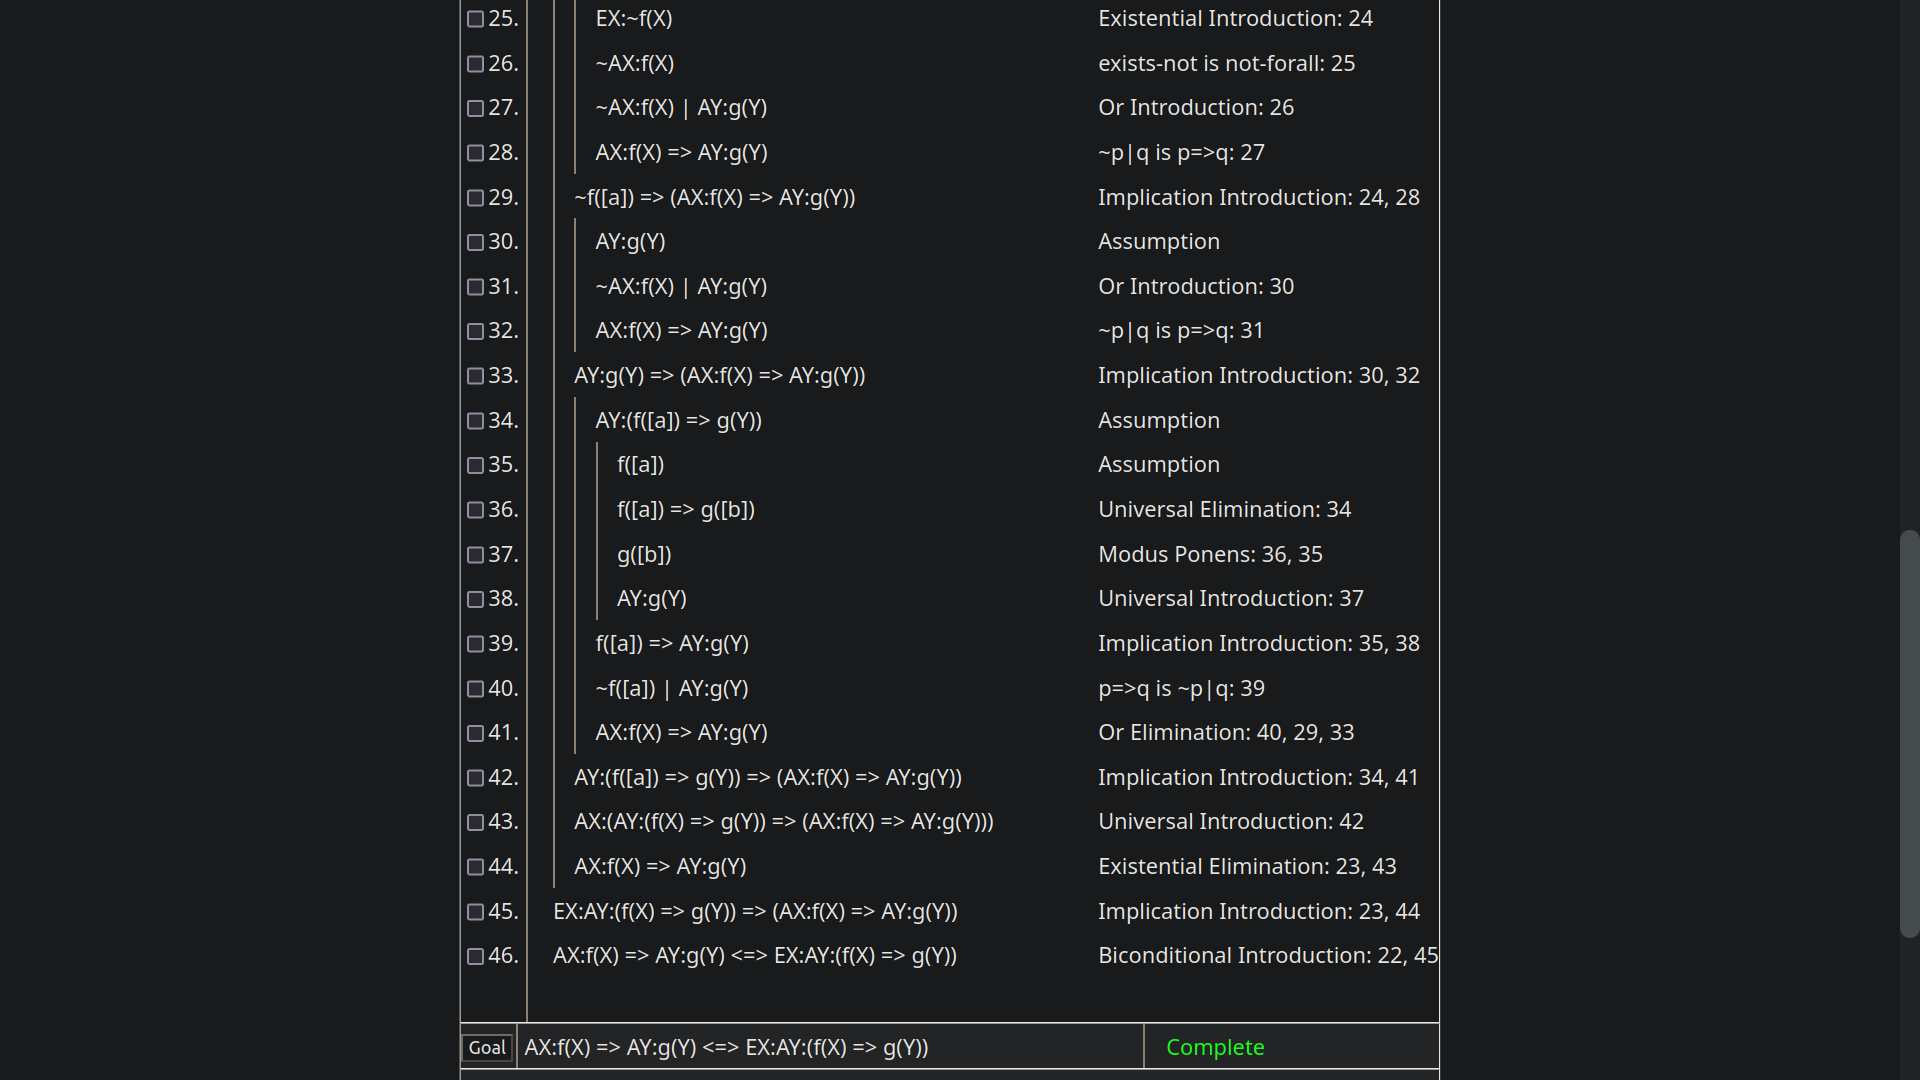 25. EX:~f(X) Existential Introduction: 24
26. ~AX:f(X) exists-not is not-forall: 25
27. ~AX:f(X) | AY:g(Y) Or Introduction: 26
28. AX:f(X) => AY:g(Y) ~p|q is p=>q: 27
29. ~f([a]) => (AX:f(X) => AY:g(Y)) Implication Introduction: 24, 28
30. AY:g(Y) Assumption
31. ~AX:f(X) | AY:g(Y) Or Introduction: 30
32. AX:f(X) => AY:g(Y) ~p|q is p=>q: 31
33. AY:g(Y) => (AX:f(X) => AY:g(Y)) Implication Introduction: 30, 32
34. AY:(f([a]) => g(Y)) Assumption
35. f([a]) Assumption
36. f([a]) => g([b]) Universal Elimination: 34
37. g([b]) Modus Ponens: 36, 35
38. AY:g(Y) Universal Introduction: 37
39. f([a]) => AY:g(Y) Implication Introduction: 35, 38
40. ~f([a]) | AY:g(Y) p=>q is ~p|q: 39
41. AX:f(X) => AY:g(Y) Or Elimination: 40, 29, 33
42. AY:(f([a]) => g(Y)) => (AX:f(X) => AY:g(Y)) Implication Introduction: 34, 41
43. AX:(AY:(f(X) => g(Y)) => (AX:f(X) => AY:g(Y))) Universal Introduction: 42
44. AX:f(X) => AY:g(Y) Existential Elimination: 23, 43
45. EX:AY:(f(X) => g(Y)) => (AX:f(X) => AY:g(Y)) Implication Introduction: 23, 44
46. AX:f(X) => AY:g(Y) <=> EX:AY:(f(X) => g(Y)) Biconditional Introduction: 22, 45
Goal AX:f(X) => AY:g(Y) <=> EX:AY:(f(X) => g(Y)) Complete